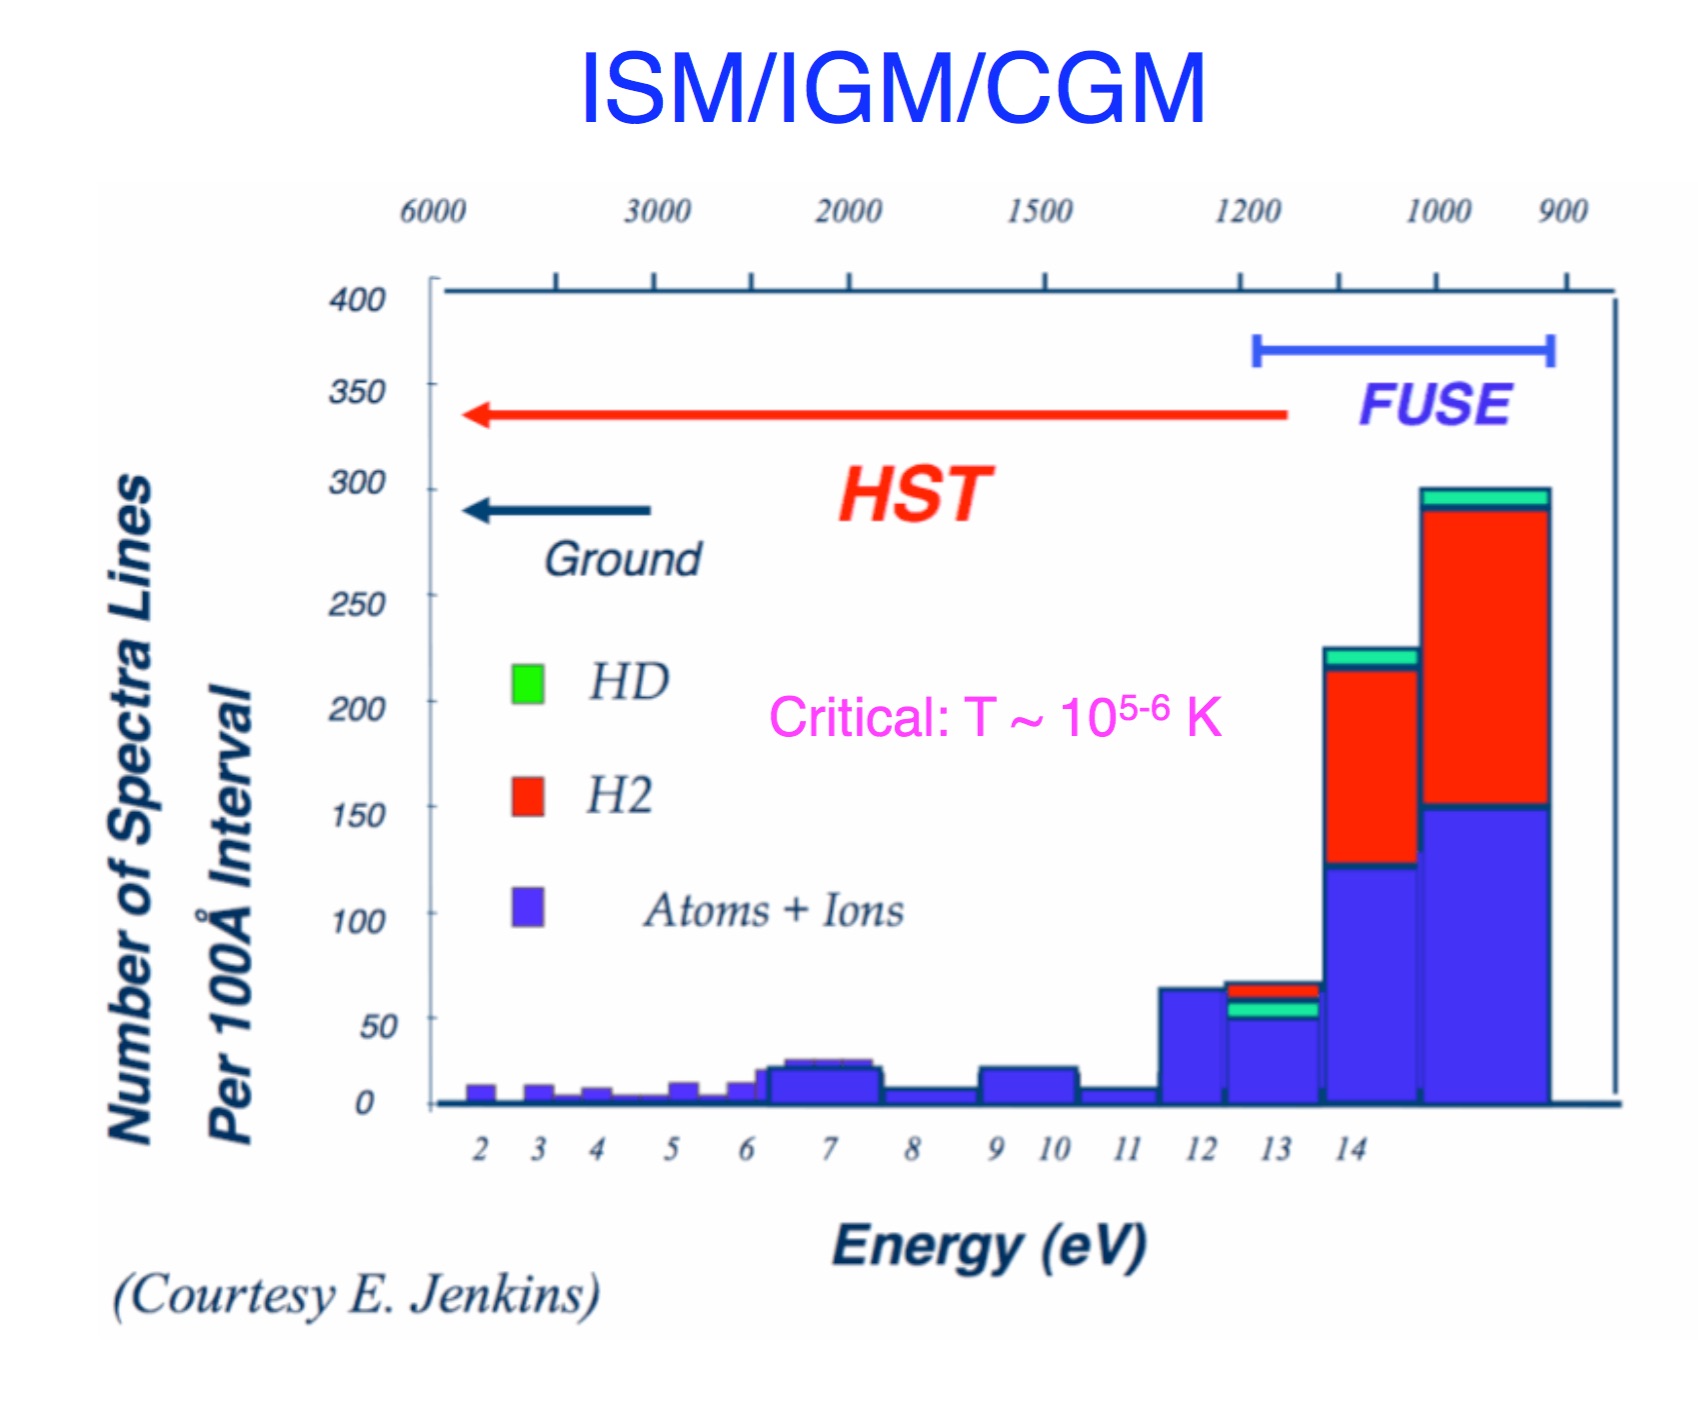 ISM/IGM/CGM
6000 3000 2000 1500 1200 1000 900
400
350
300
250
200
150
100
50
0
Number of Spectra Lines
Per 100Å Interval
FUSE
HST
Ground
HD
Critical: T ~ 10⁵⁻⁶ K
H2
Atoms + Ions
2 3 4 5 6 7 8 9 10 11 12 13 14
Energy (eV)
(Courtesy E. Jenkins)